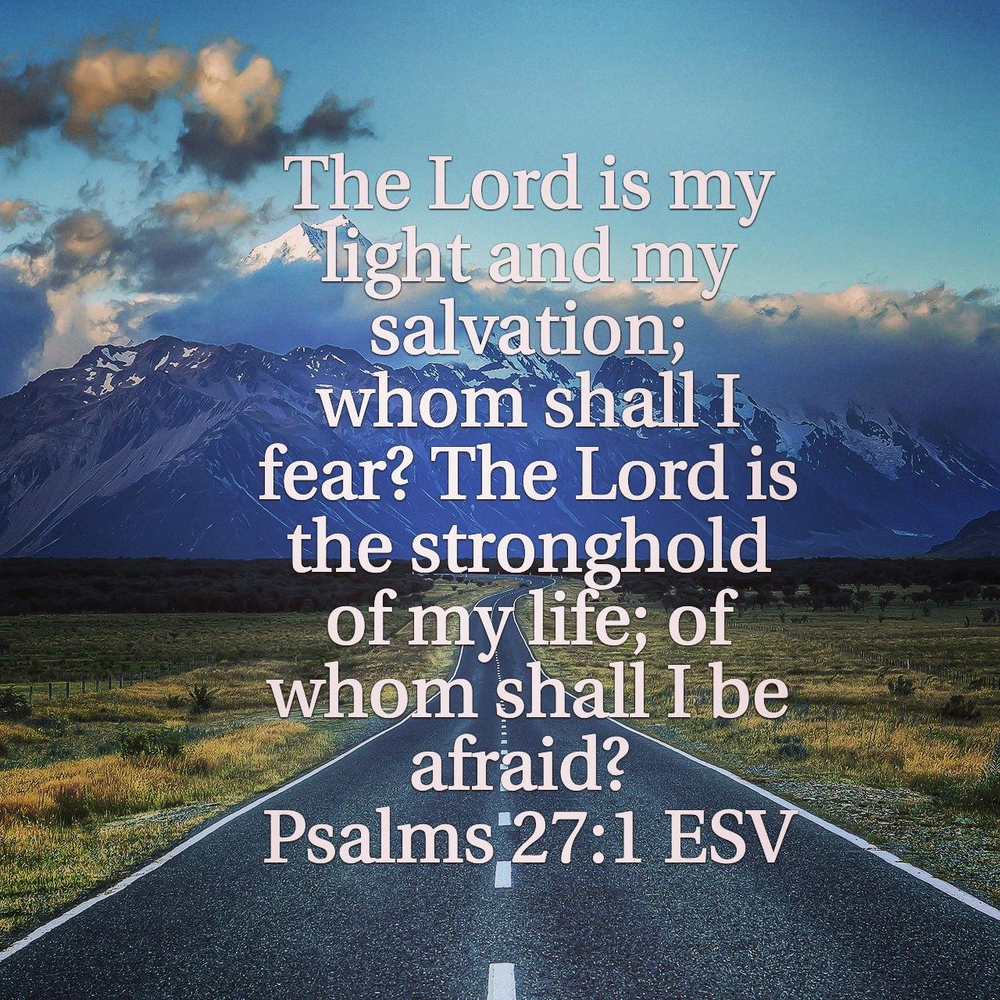 The Lord is my
light and my
salvation;
whom shall I
fear? The Lord is
the stronghold
of my life; of
whom shall I be
afraid?
Psalms 27:1 ESV